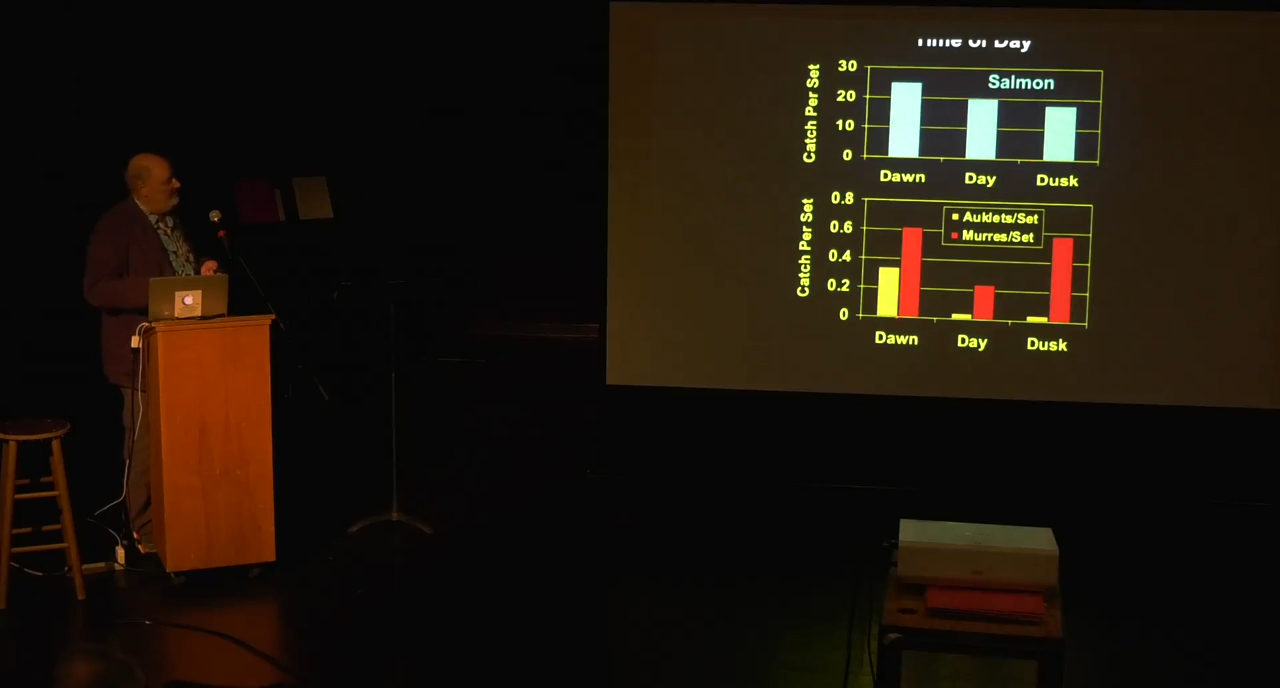 Time of Day
Salmon
Catch Per Set
30
20
10
0
Dawn Day Dusk
Catch Per Set
0.8
0.6
0.4
0.2
0
Auklets/Set
Murres/Set
Dawn Day Dusk